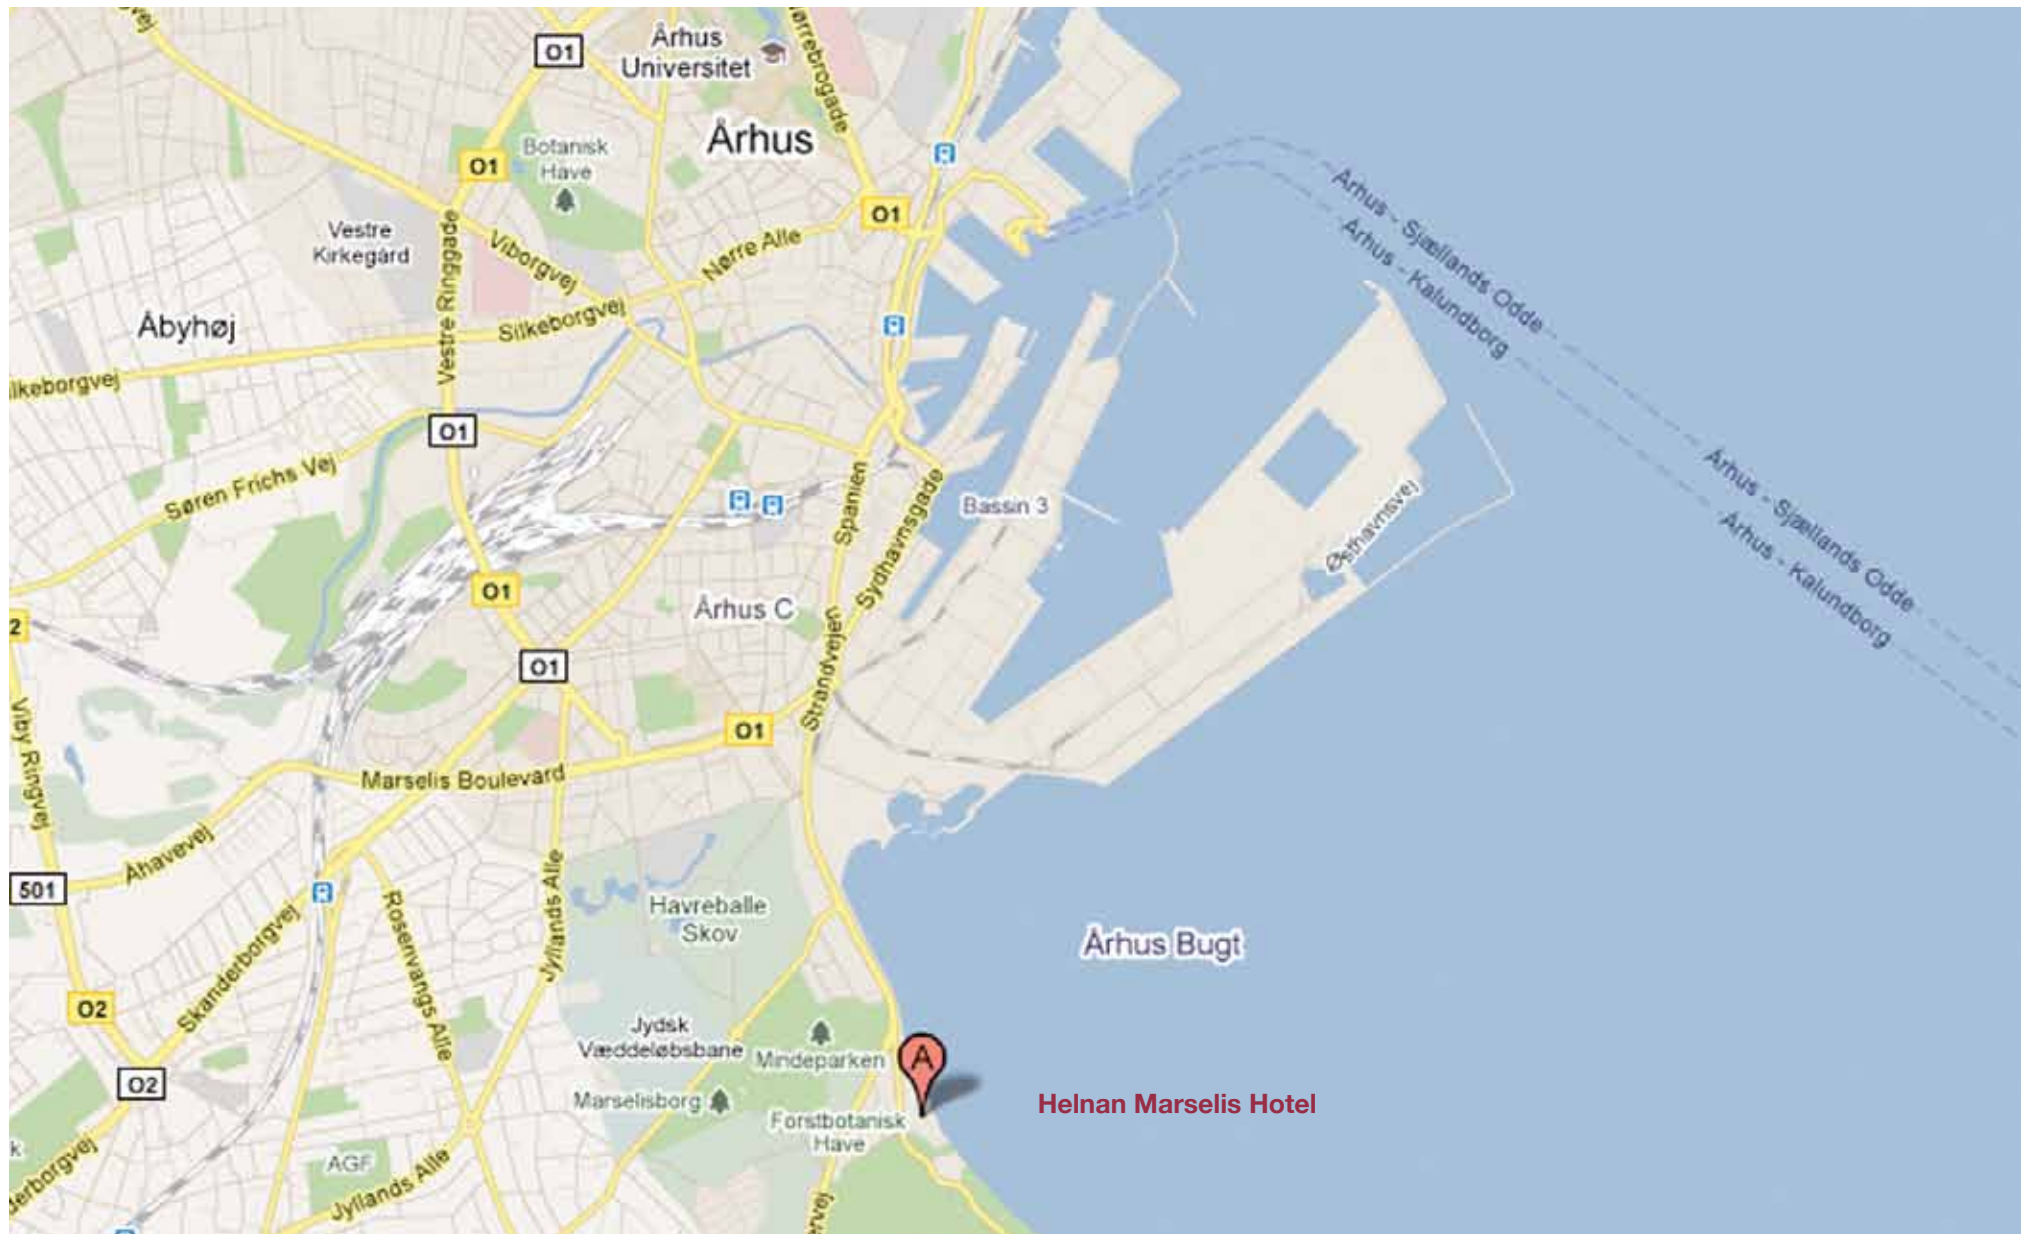 O1
Århus
Universitet
Århus
Botanisk
Have
O1
O1
Vestre
Kirkegård
Vestre Ringgade
Viborgvej
Nørre Alle
Silkeborgvej
Åbyhøj
Århus - Sjællands Odde
Århus - Kalundborg
O1
Søren Frichs Vej
Spanien
Sydhavnsgade
Bassin 3
Østhavnsvej
Århus - Sjællands Odde
Århus - Kalundborg
O1
Århus C
2
O1
Strandvejen
O1
Viby Ringvej
Marselis Boulevard
Åhavevej
501
Skanderborgvej
Rosenvangs Alle
Jyllands Alle
Havreballe
Skov
Århus Bugt
O2
Jydsk
Væddeløbsbane
Mindeparken
A
O2
Marselisborg
Forstbotanisk
Have
Helnan Marselis Hotel
AGF
Jyllands Alle